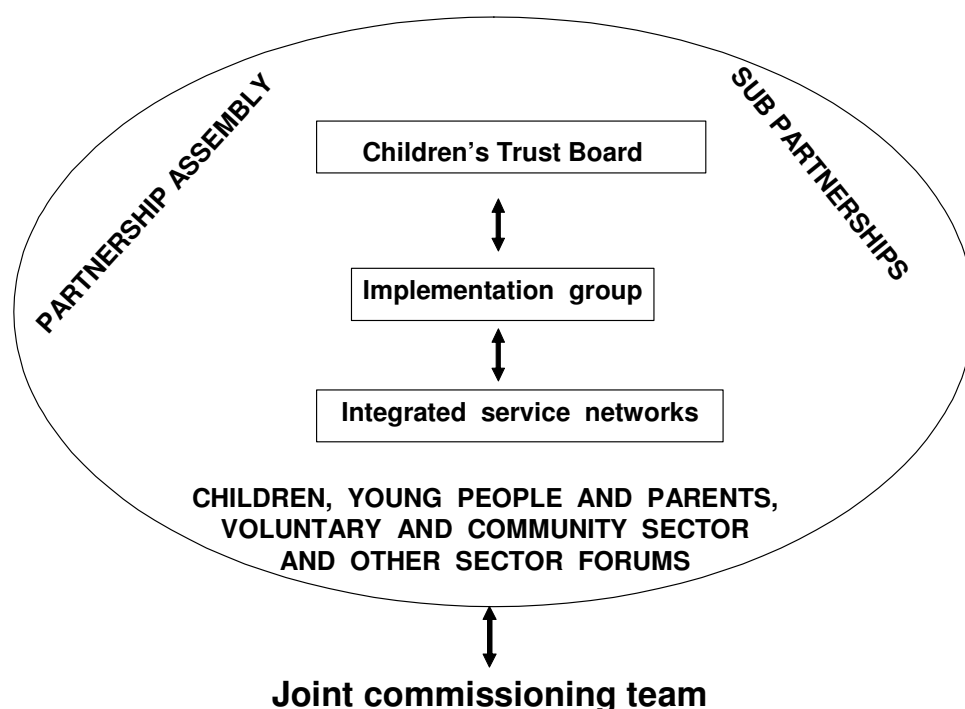 PARTNERSHIP ASSEMBLY
SUB PARTNERSHIPS
Children's Trust Board
Implementation group
Integrated service networks
CHILDREN, YOUNG PEOPLE AND PARENTS,
VOLUNTARY AND COMMUNITY SECTOR
AND OTHER SECTOR FORUMS
Joint commissioning team